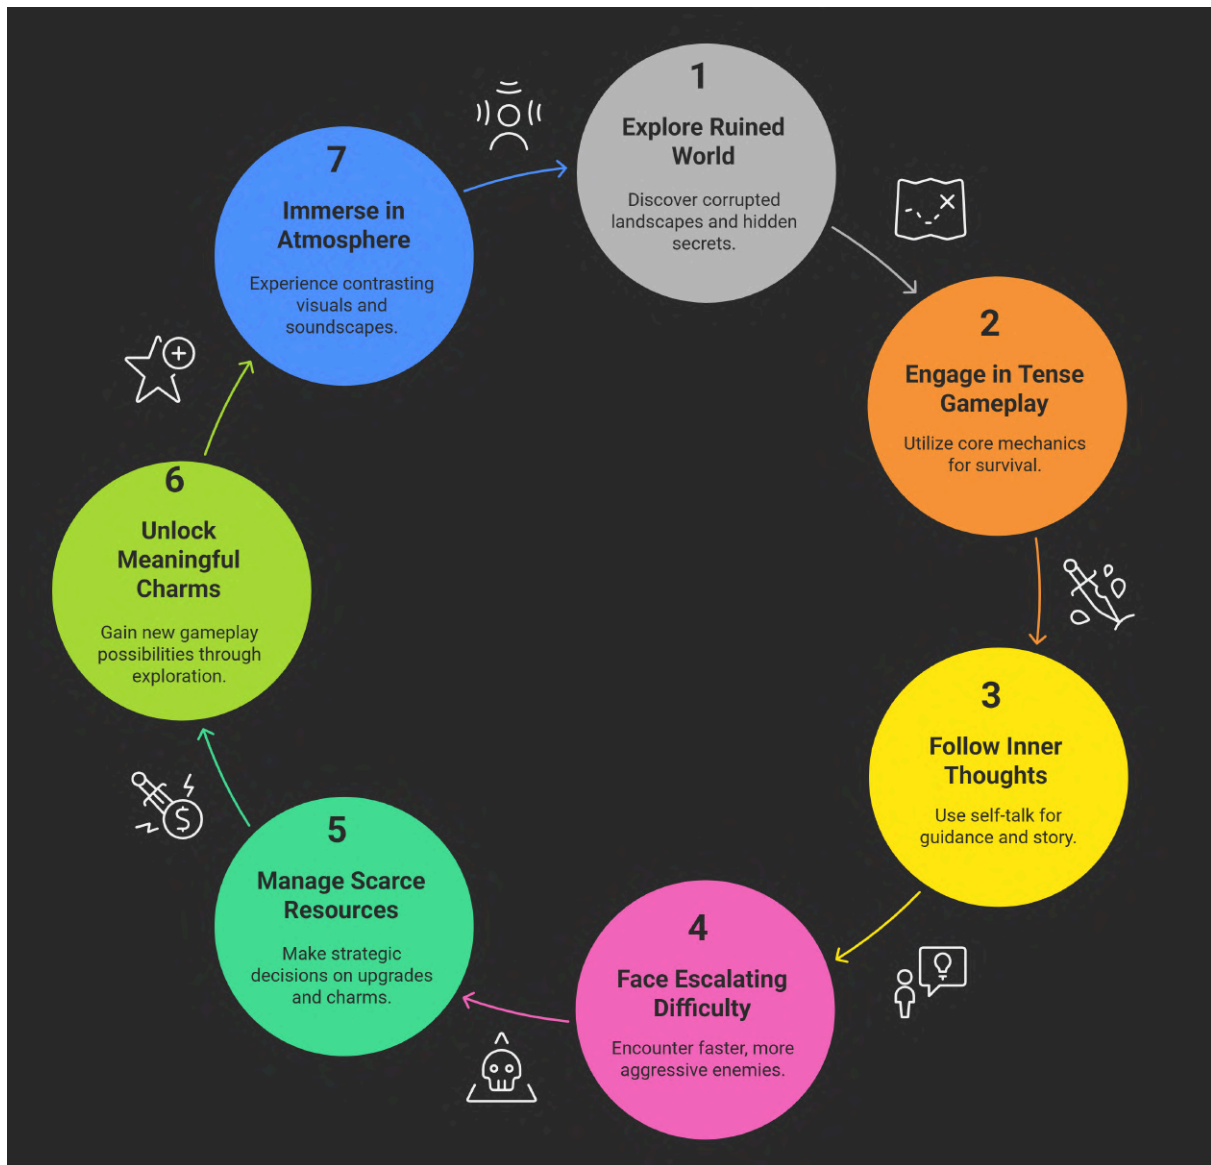 1
Explore Ruined
World
Discover corrupted
landscapes and hidden
secrets.
2
Engage in Tense
Gameplay
Utilize core mechanics
for survival.
3
Follow Inner
Thoughts
Use self-talk for
guidance and story.
4
Face Escalating
Difficulty
Encounter faster, more
aggressive enemies.
5
Manage Scarce
Resources
Make strategic
decisions on upgrades
and charms.
6
Unlock
Meaningful
Charms
Gain new gameplay
possibilities through
exploration.
7
Immerse in
Atmosphere
Experience contrasting
visuals and
soundscapes.